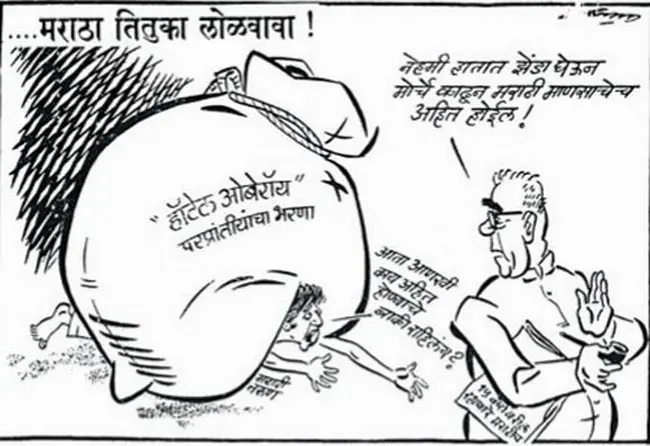 ....मराठा तितुका लोळवावा !
नेहमी हातात झेंडा घेऊन
मोर्चे काढून मराठी माणसाचेच
अहित होईल !
"हॉटेल ओबेरॉय"
परप्रांतीयांचा भरणा
आता आणखी
काय अहित
होण्याचे
बाकी राहिलंय?
मराठी
तरुण